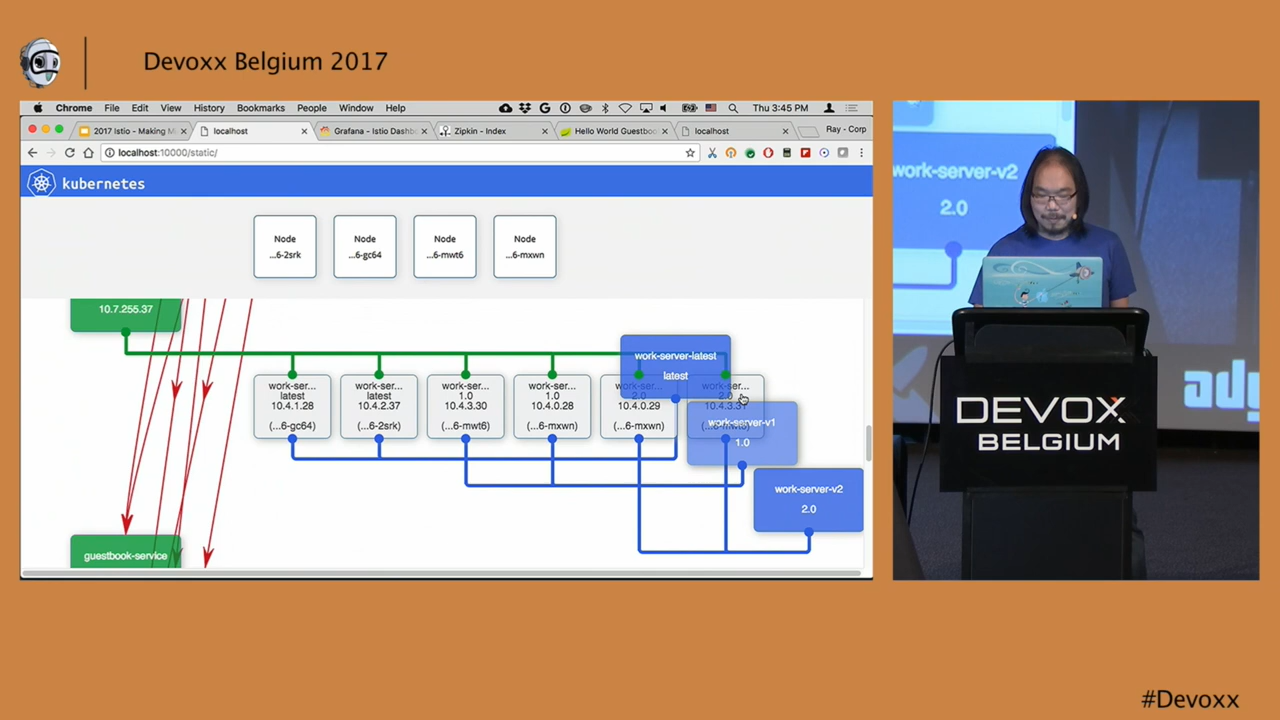 Devoxx Belgium 2017
Chrome File Edit View History Bookmarks People Window Help
Thu 3:45 PM
2017 Istio - Making M
localhost
Grafana - Istio Dashb
Zipkin - Index
Hello World Guestboo
localhost
Ray - Corp
localhost:10000/static/
kubernetes
Node
...6-2srk
Node
...6-gc64
Node
...6-mwt6
Node
...6-mxwn
10.7.255.37
work-server-latest
latest
work-ser...
latest
10.4.1.28
(...6-gc64)
work-ser...
latest
10.4.2.37
(...6-2srk)
work-ser...
1.0
10.4.3.30
(...6-mwt6)
work-ser...
1.0
10.4.0.28
(...6-mxwn)
work-ser...
2.0
10.4.0.29
(...6-mxwn)
work-ser...
2.0
work-server-v1
1.0
work-server-v2
2.0
guestbook-service
work-server-v2
2.0
ady
DEVOX
BELGIUM
#Devoxx